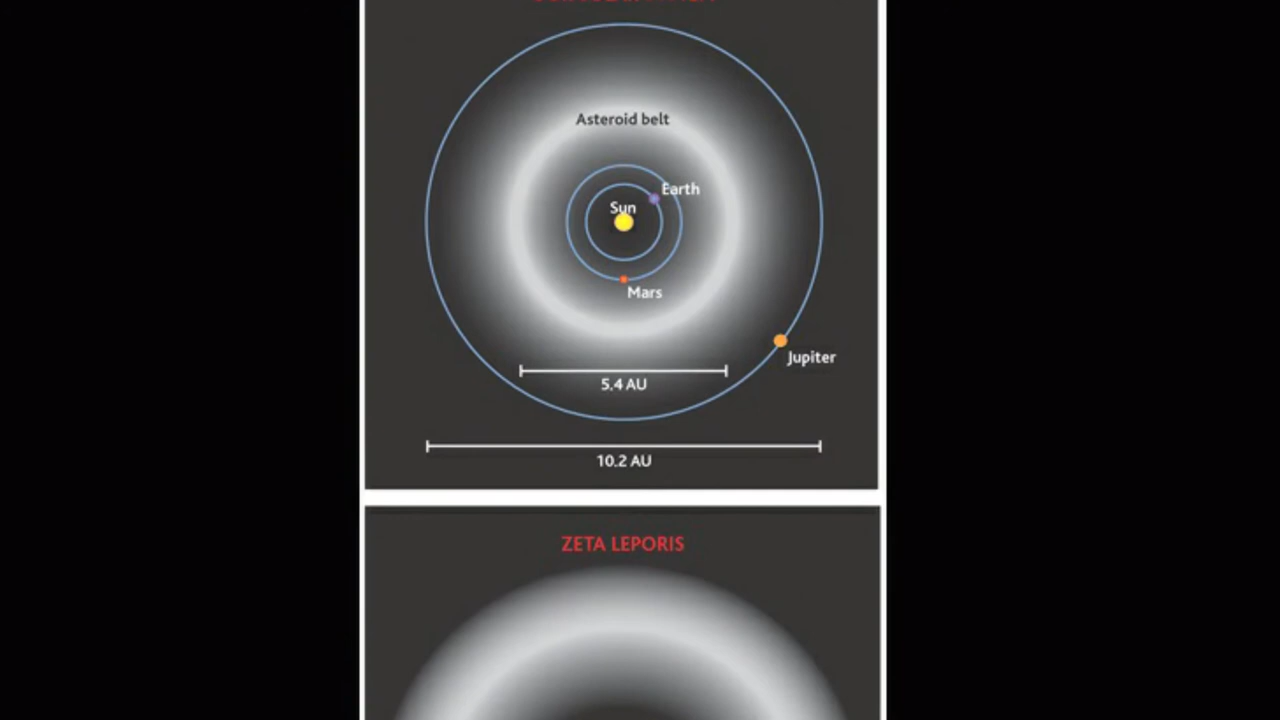 Asteroid belt
Earth
Sun
Mars
Jupiter
5.4 AU
10.2 AU
ZETA LEPORIS